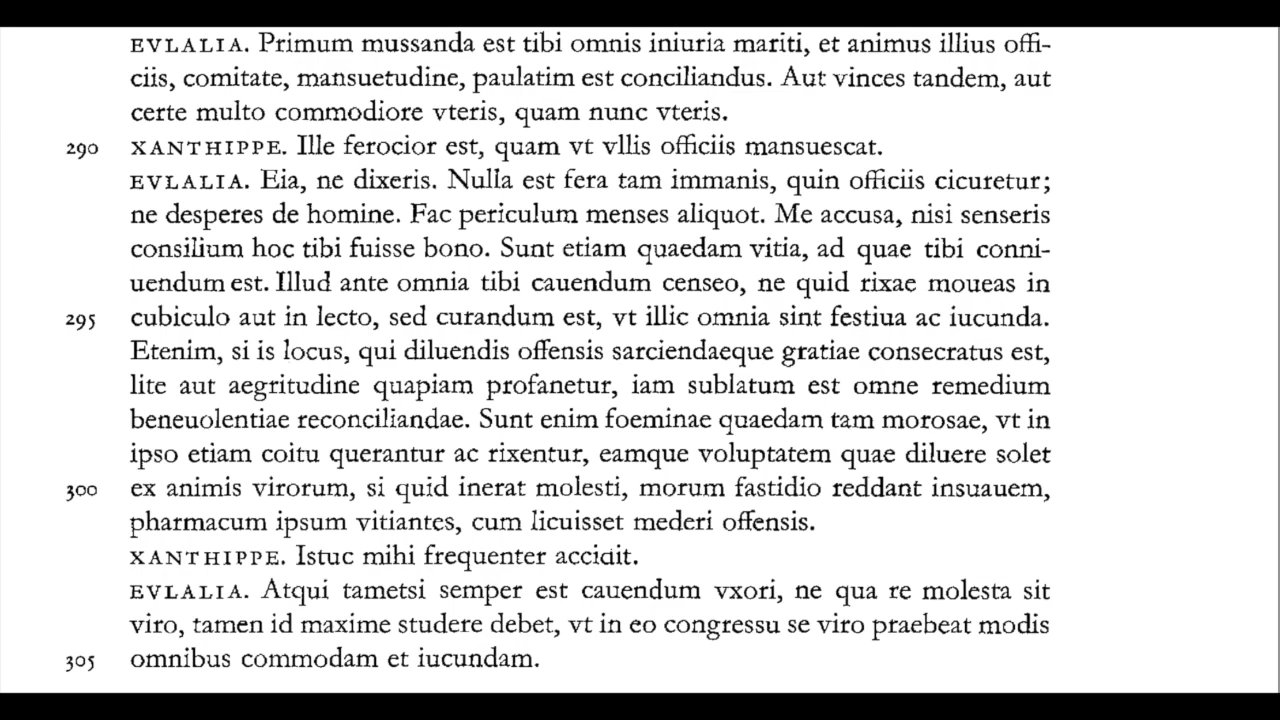 EVLALIA. Primum mussanda est tibi omnis iniuria mariti, et animus illius offi-
ciis, comitate, mansuetudine, paulatim est conciliandus. Aut vinces tandem, aut
certe multo commodiore vteris, quam nunc vteris.
290 XANTHIPPE. Ille ferocior est, quam vt vllis officiis mansuescat.
EVLALIA. Eia, ne dixeris. Nulla est fera tam immanis, quin officiis cicuretur;
ne desperes de homine. Fac periculum menses aliquot. Me accusa, nisi senseris
consilium hoc tibi fuisse bono. Sunt etiam quaedam vitia, ad quae tibi conni-
uendum est. Illud ante omnia tibi cauendum censeo, ne quid rixae moueas in
295 cubiculo aut in lecto, sed curandum est, vt illic omnia sint festiua ac iucunda.
Etenim, si is locus, qui diluendis offensis sarciendaeque gratiae consecratus est,
lite aut aegritudine quapiam profanetur, iam sublatum est omne remedium
beneuolentiae reconciliandae. Sunt enim foeminae quaedam tam morosae, vt in
ipso etiam coitu querantur ac rixentur, eamque voluptatem quae diluere solet
300 ex animis virorum, si quid inerat molesti, morum fastidio reddant insuauem,
pharmacum ipsum vitiantes, cum licuisset mederi offensis.
XANTHIPPE. Istuc mihi frequenter accidit.
EVLALIA. Atqui tametsi semper est cauendum vxori, ne qua re molesta sit
viro, tamen id maxime studere debet, vt in eo congressu se viro praebeat modis
305 omnibus commodam et iucundam.